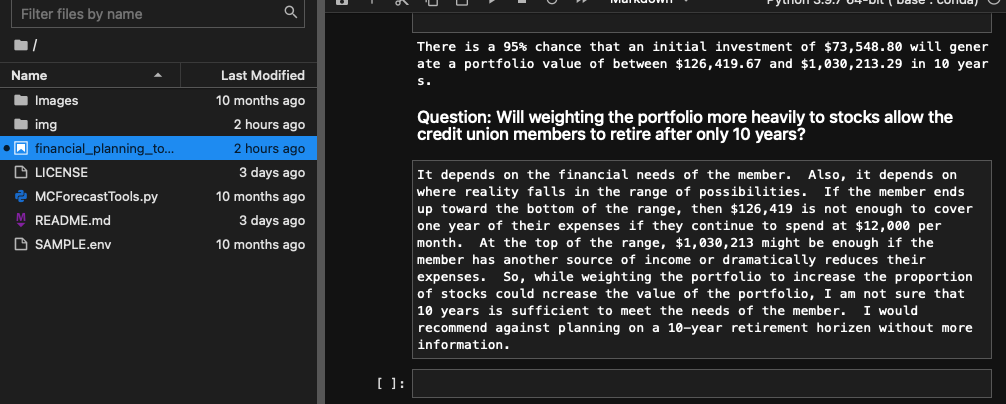 Filter files by name
/
Name Last Modified
Images 10 months ago
img 2 hours ago
financial_planning_to... 2 hours ago
LICENSE 3 days ago
MCForecastTools.py 10 months ago
README.md 3 days ago
SAMPLE.env 10 months ago
There is a 95% chance that an initial investment of $73,548.80 will gener
ate a portfolio value of between $126,419.67 and $1,030,213.29 in 10 year
s.
Question: Will weighting the portfolio more heavily to stocks allow the
credit union members to retire after only 10 years?
It depends on the financial needs of the member.  Also, it depends on
where reality falls in the range of possibilities.  If the member ends
up toward the bottom of the range, then $126,419 is not enough to cover
one year of their expenses if they continue to spend at $12,000 per
month.  At the top of the range, $1,030,213 might be enough if the
member has another source of income or dramatically reduces their
expenses.  So, while weighting the portfolio to increase the proportion
of stocks could ncrease the value of the portfolio, I am not sure that
10 years is sufficient to meet the needs of the member.  I would
recommend against planning on a 10-year retirement horizen without more
information.
[ ]: